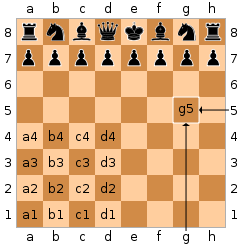 a b c d e f g h
8 8
7 7
6 6
5 g5 5
4 a4 b4 c4 d4 4
3 a3 b3 c3 d3 3
2 a2 b2 c2 d2 2
1 a1 b1 c1 d1 1
a b c d e f g h